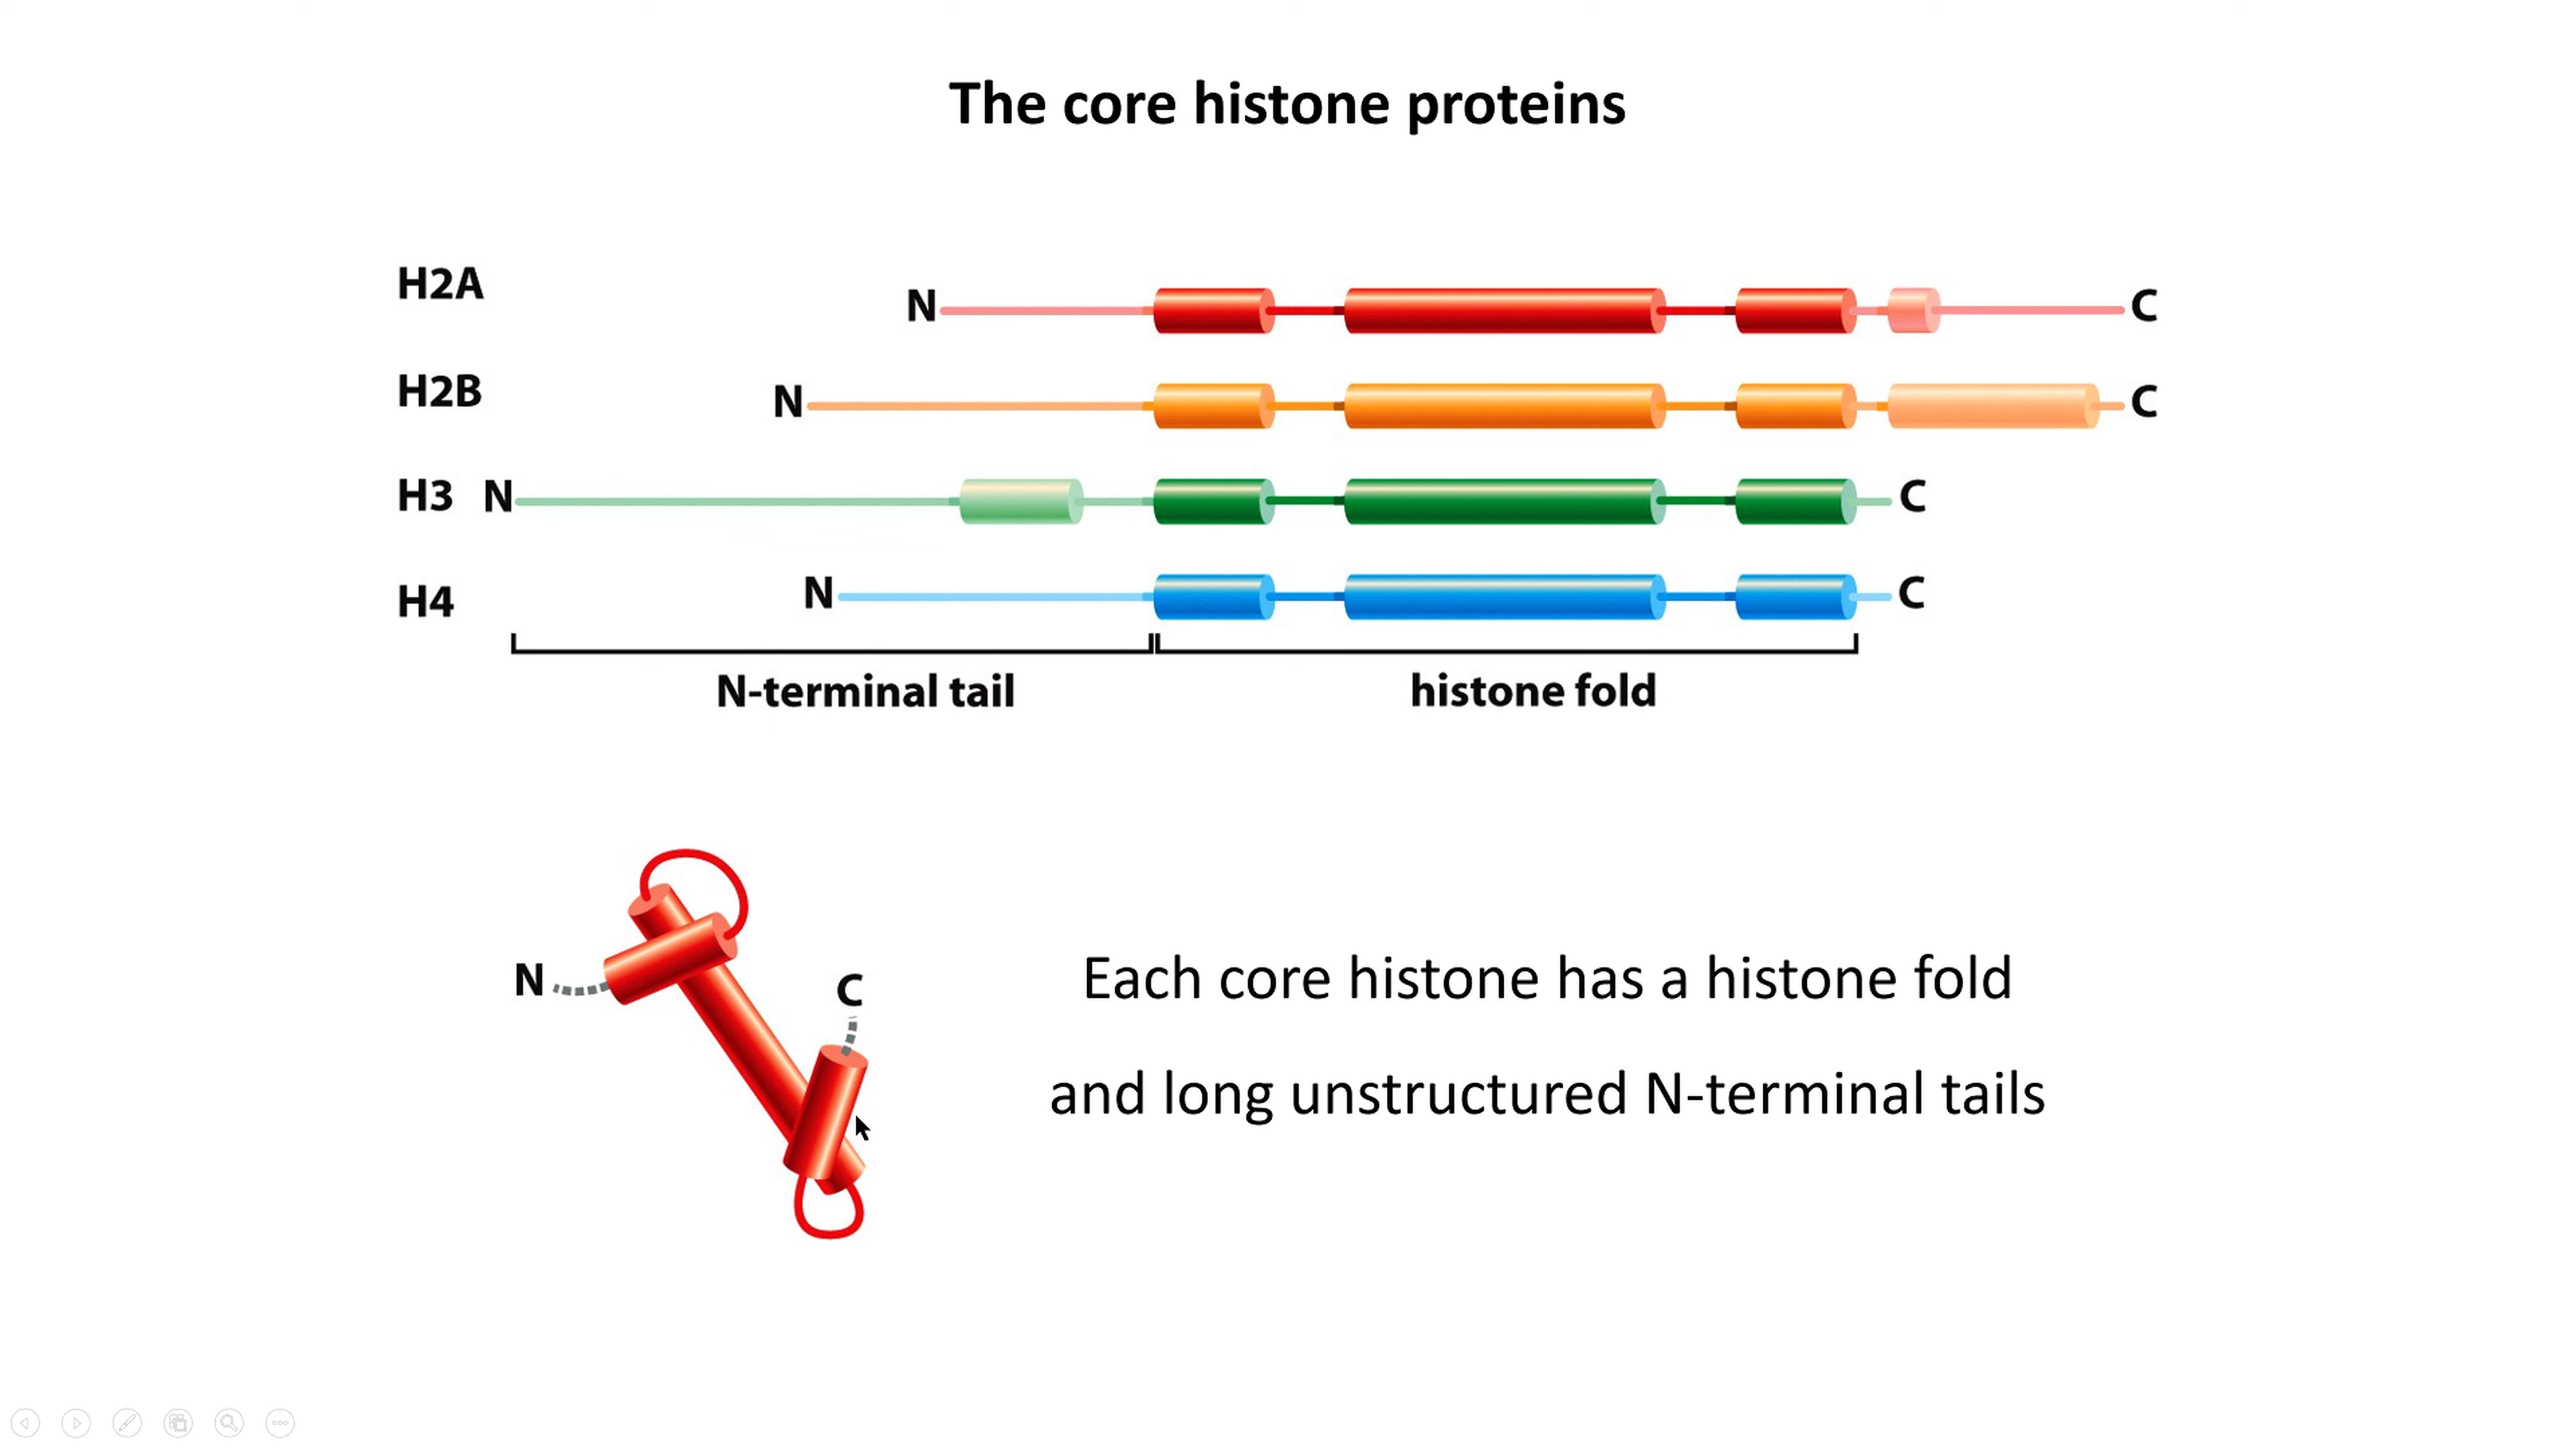 The core histone proteins
H2A N C
H2B N C
H3 N C
H4 N C
N-terminal tail histone fold
N C
Each core histone has a histone fold
and long unstructured N-terminal tails